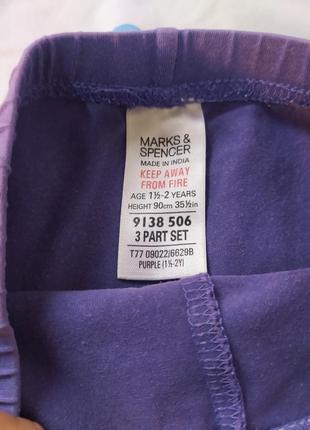 MARKS &
SPENCER
MADE IN INDIA
KEEP AWAY
FROM FIRE
AGE 1½-2 YEARS
HEIGHT 90cm 35½in
9138 506
3 PART SET
T77 09022/6629B
PURPLE (1½-2Y)